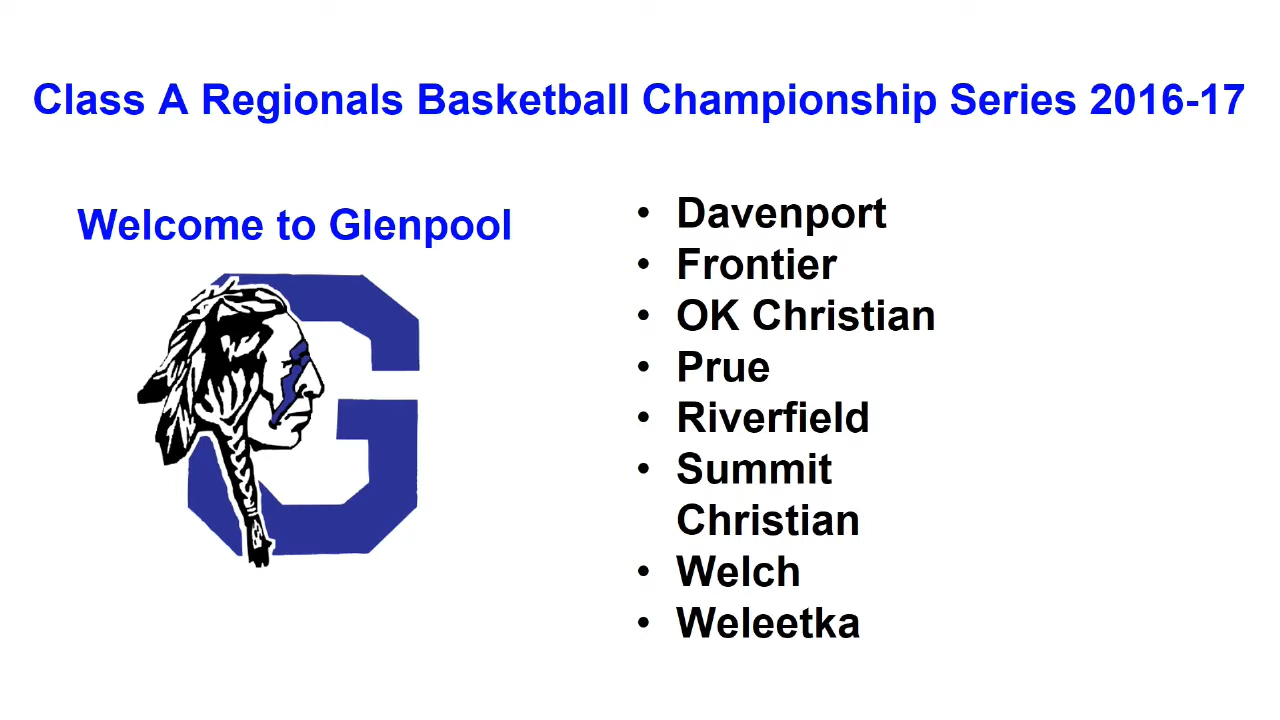 Class A Regionals Basketball Championship Series 2016-17
Welcome to Glenpool
G
• Davenport
• Frontier
• OK Christian
• Prue
• Riverfield
• Summit
Christian
• Welch
• Weleetka